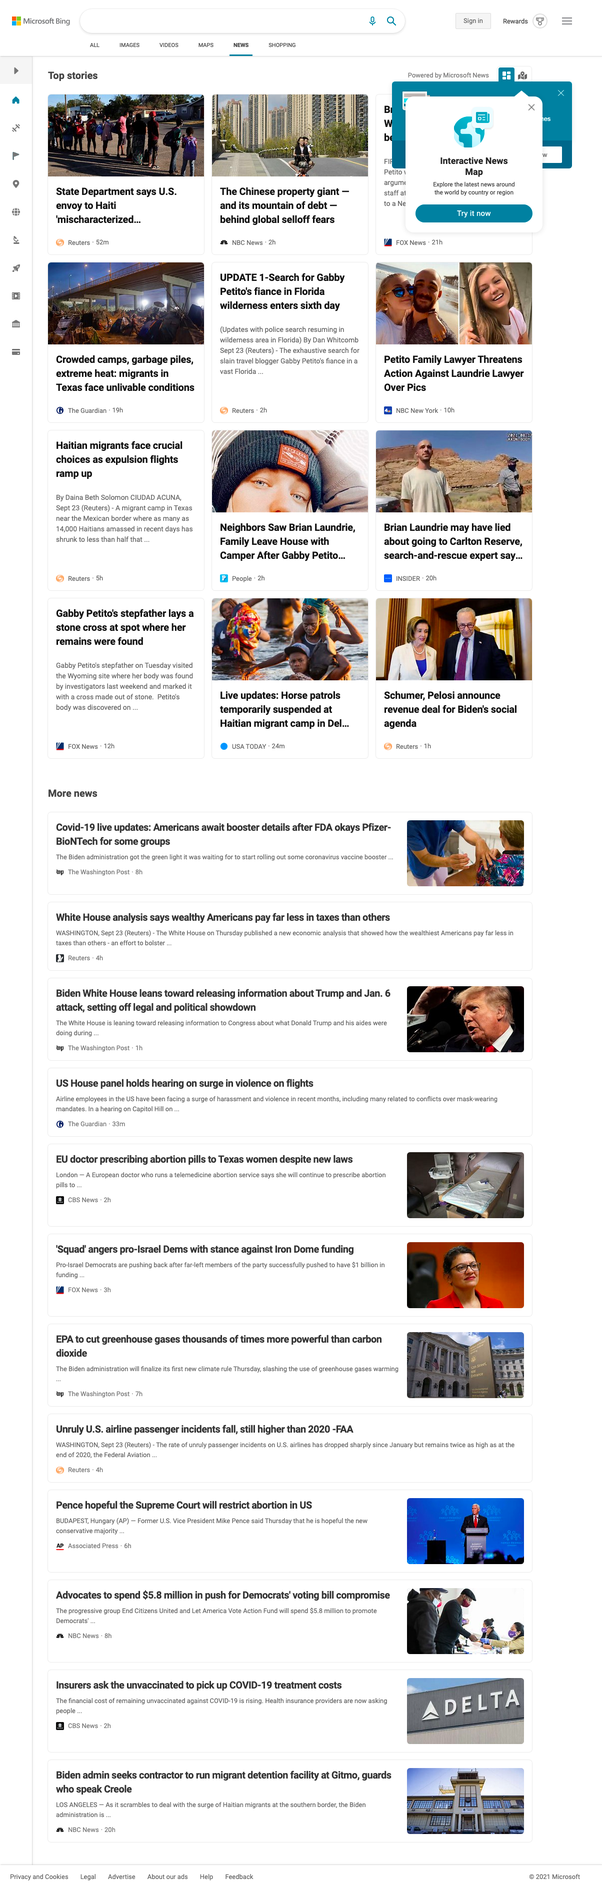 Microsoft Bing
Sign in
Rewards
ALL
IMAGES
VIDEOS
MAPS
NEWS
SHOPPING
Top stories
Powered by Microsoft News
Interactive News
Map
Explore the latest news around
the world by country or region
Try it now
State Department says U.S.
envoy to Haiti
'mischaracterized...
Reuters · 52m
The Chinese property giant —
and its mountain of debt —
behind global selloff fears
NBC News · 2h
FOX News · 21h
Crowded camps, garbage piles,
extreme heat: migrants in
Texas face unlivable conditions
The Guardian · 19h
UPDATE 1-Search for Gabby
Petito's fiance in Florida
wilderness enters sixth day
(Updates with police search resuming in
wilderness area in Florida) By Dan Whitcomb
Sept 23 (Reuters) - The exhaustive search for
slain travel blogger Gabby Petito's fiance in a
vast Florida ...
Reuters · 2h
Petito Family Lawyer Threatens
Action Against Laundrie Lawyer
Over Pics
NBC New York · 10h
Haitian migrants face crucial
choices as expulsion flights
ramp up
By Daina Beth Solomon CIUDAD ACUNA,
Sept 23 (Reuters) - A migrant camp in Texas
near the Mexican border where as many as
14,000 Haitians amassed in recent days has
shrunk to less than half that ...
Reuters · 5h
Neighbors Saw Brian Laundrie,
Family Leave House with
Camper After Gabby Petito...
People · 2h
Brian Laundrie may have lied
about going to Carlton Reserve,
search-and-rescue expert say...
INSIDER · 20h
Gabby Petito's stepfather lays a
stone cross at spot where her
remains were found
Gabby Petito's stepfather on Tuesday visited
the Wyoming site where her body was found
by investigators last weekend and marked it
with a cross made out of stone. Petito's
body was discovered on ...
FOX News · 12h
Live updates: Horse patrols
temporarily suspended at
Haitian migrant camp in Del...
USA TODAY · 24m
Schumer, Pelosi announce
revenue deal for Biden's social
agenda
Reuters · 1h
More news
Covid-19 live updates: Americans await booster details after FDA okays Pfizer-
BioNTech for some groups
The Biden administration got the green light it was waiting for to start rolling out some coronavirus vaccine booster ...
The Washington Post · 8h
White House analysis says wealthy Americans pay far less in taxes than others
WASHINGTON, Sept 23 (Reuters) - The White House on Thursday published a new economic analysis that showed how the wealthiest Americans pay far less in
taxes than others - an effort to bolster ...
Reuters · 4h
Biden White House leans toward releasing information about Trump and Jan. 6
attack, setting off legal and political showdown
The White House is leaning toward releasing information to Congress about what Donald Trump and his aides were
doing during ...
The Washington Post · 1h
US House panel holds hearing on surge in violence on flights
Airline employees in the US have been facing a surge of harassment and violence in recent months, including many related to conflicts over mask-wearing
mandates. In a hearing on Capitol Hill on ...
The Guardian · 33m
EU doctor prescribing abortion pills to Texas women despite new laws
London — A European doctor who runs a telemedicine abortion service says she will continue to prescribe abortion
pills to ...
CBS News · 2h
'Squad' angers pro-Israel Dems with stance against Iron Dome funding
Pro-Israel Democrats are pushing back after far-left members of the party successfully pushed to have $1 billion in
funding ...
FOX News · 3h
EPA to cut greenhouse gases thousands of times more powerful than carbon
dioxide
The Biden administration will finalize its first new climate rule Thursday, slashing the use of greenhouse gases warming
...
The Washington Post · 7h
Unruly U.S. airline passenger incidents fall, still higher than 2020 -FAA
WASHINGTON, Sept 23 (Reuters) - The rate of unruly passenger incidents on U.S. airlines has dropped sharply since January but remains twice as high as at the
end of 2020, the Federal Aviation ...
Reuters · 4h
Pence hopeful the Supreme Court will restrict abortion in US
BUDAPEST, Hungary (AP) — Former U.S. Vice President Mike Pence said Thursday that he is hopeful the new
conservative majority ...
Associated Press · 6h
Advocates to spend $5.8 million in push for Democrats' voting bill compromise
The progressive group End Citizens United and Let America Vote Action Fund will spend $5.8 million to promote
Democrats' ...
NBC News · 8h
Insurers ask the unvaccinated to pick up COVID-19 treatment costs
The financial cost of remaining unvaccinated against COVID-19 is rising. Health insurance providers are now asking
people ...
CBS News · 2h
DELTA
Biden admin seeks contractor to run migrant detention facility at Gitmo, guards
who speak Creole
LOS ANGELES — As it scrambles to deal with the surge of Haitian migrants at the southern border, the Biden
administration is ...
NBC News · 20h
Privacy and Cookies
Legal
Advertise
About our ads
Help
Feedback
© 2021 Microsoft